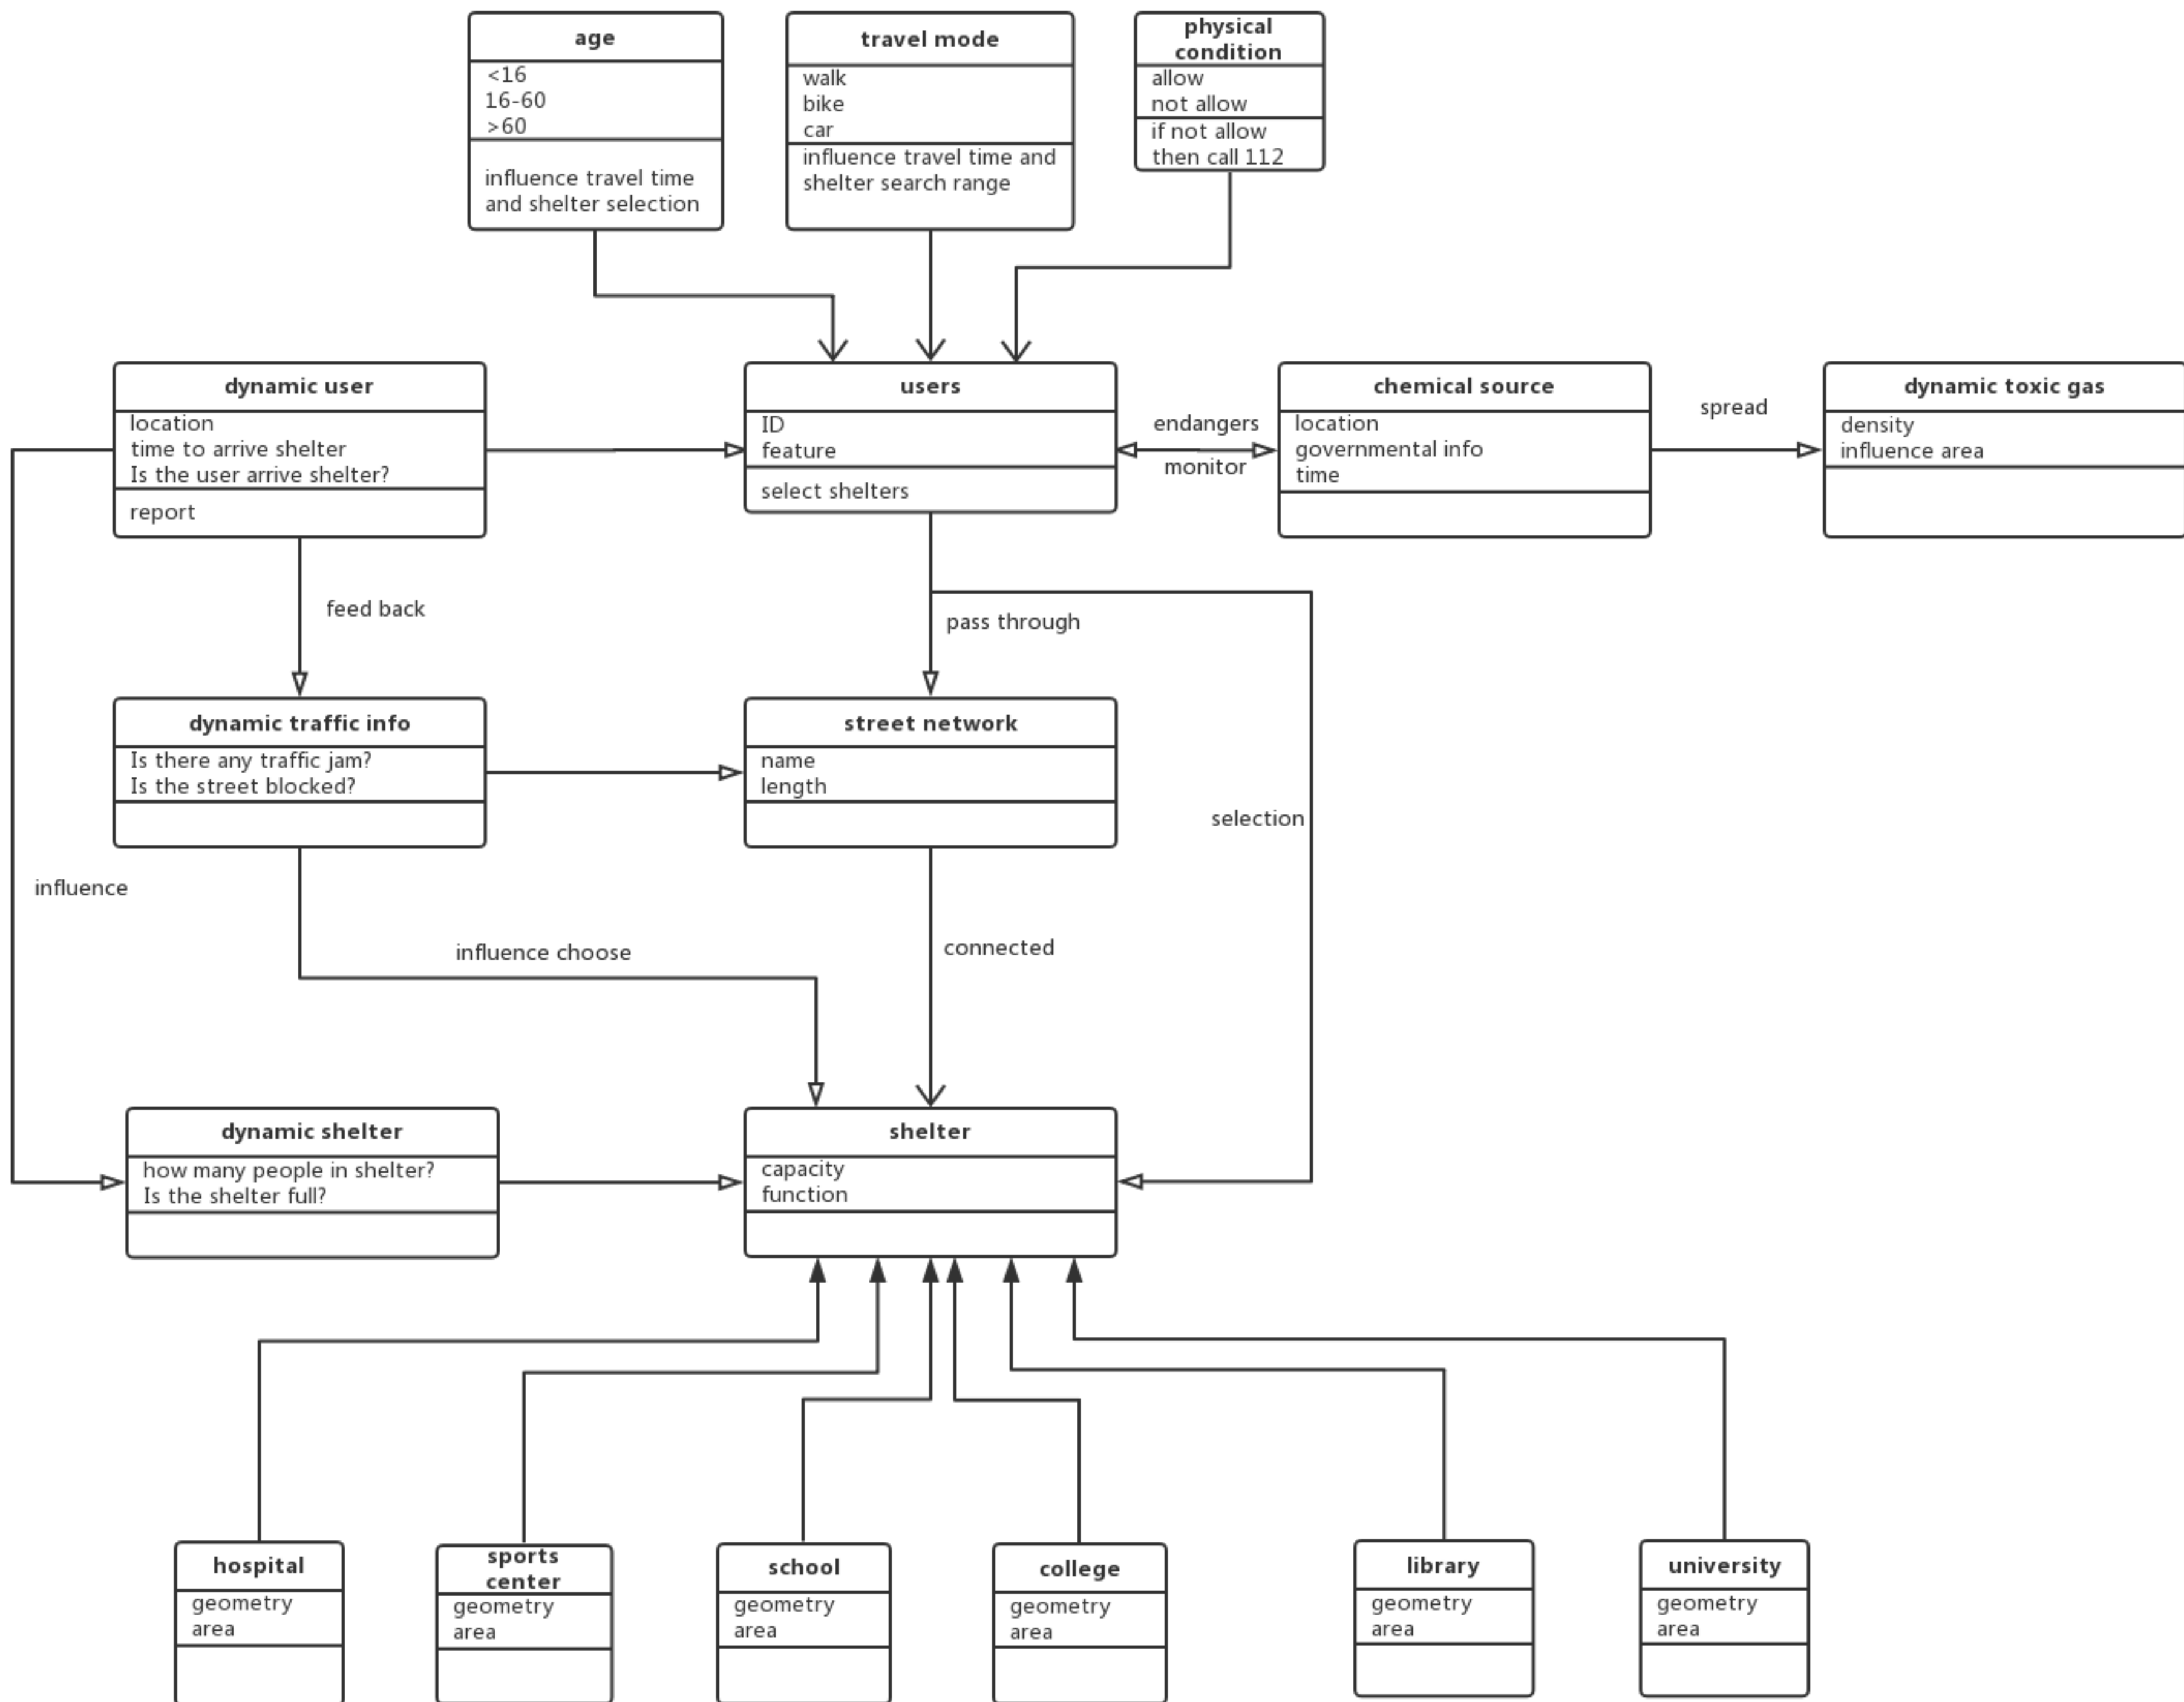 age
<16
16-60
>60
influence travel time
and shelter selection
travel mode
walk
bike
car
influence travel time and
shelter search range
physical
condition
allow
not allow
if not allow
then call 112
dynamic user
location
time to arrive shelter
Is the user arrive shelter?
report
users
ID
feature
select shelters
endangers
monitor
chemical source
location
governmental info
time
spread
dynamic toxic gas
density
influence area
feed back
pass through
dynamic traffic info
Is there any traffic jam?
Is the street blocked?
street network
name
length
selection
influence
influence choose
connected
dynamic shelter
how many people in shelter?
Is the shelter full?
shelter
capacity
function
hospital
geometry
area
sports
center
geometry
area
school
geometry
area
college
geometry
area
library
geometry
area
university
geometry
area